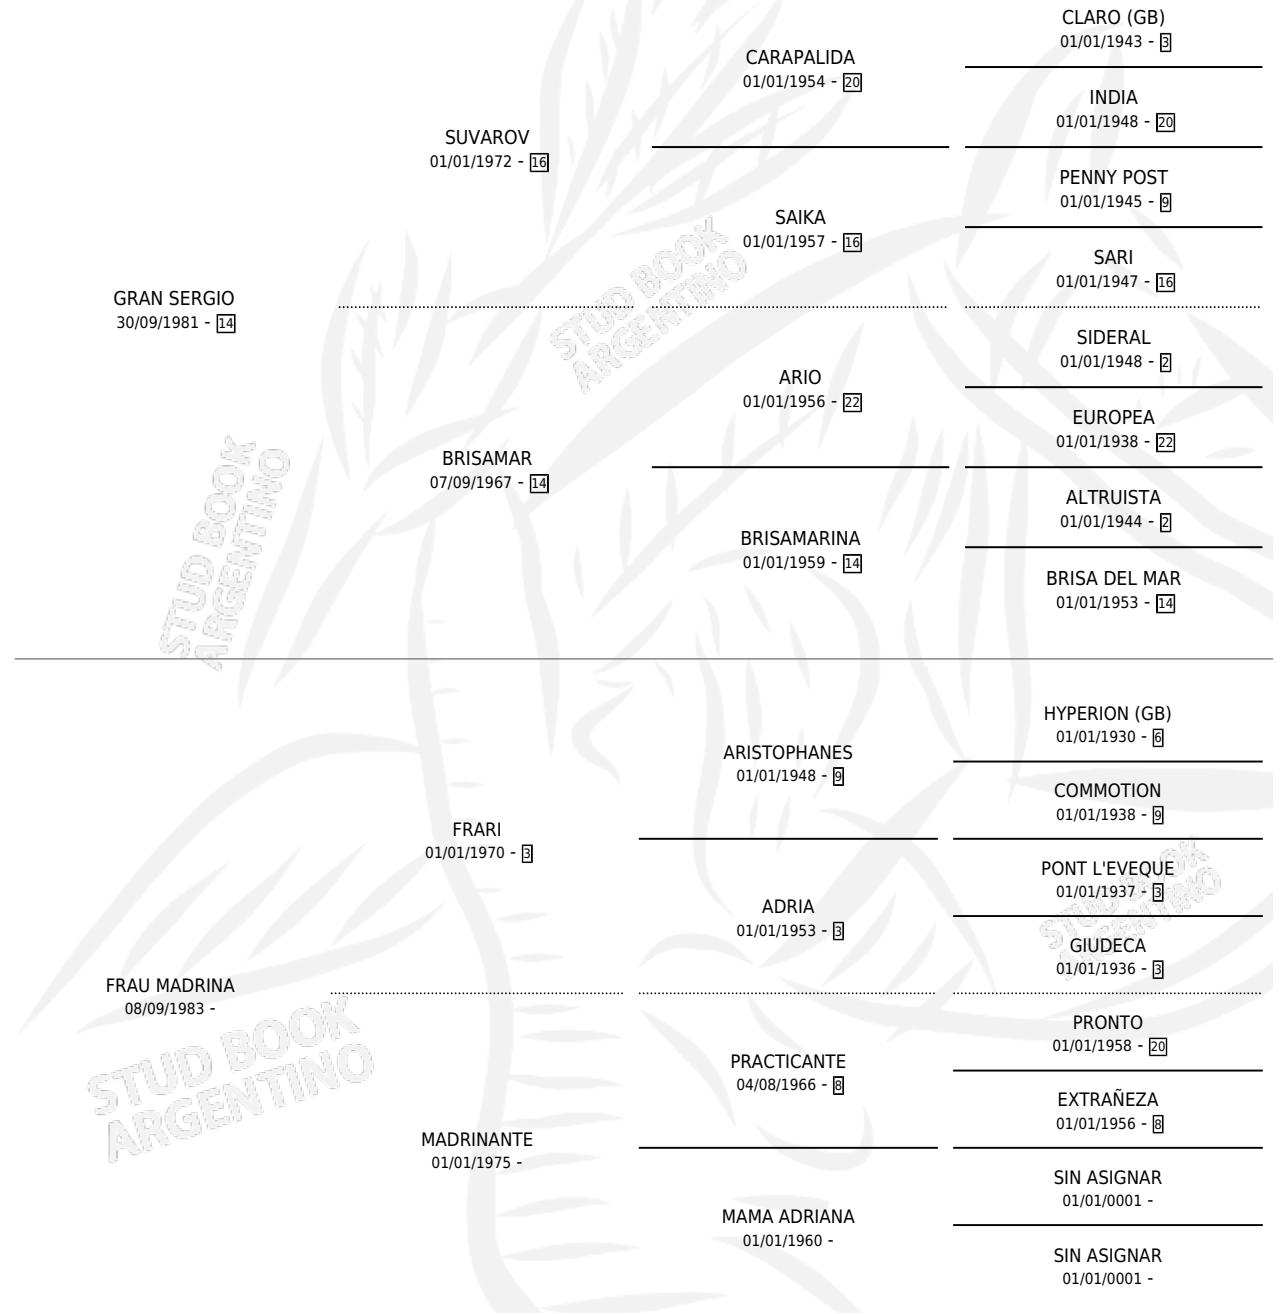 CLARO (GB)
01/01/1943 - 3
CARAPALIDA
01/01/1954 - 20
INDIA
01/01/1948 - 20
SUVAROV
01/01/1972 - 16
PENNY POST
01/01/1945 - 9
SAIKA
01/01/1957 - 16
SARI
01/01/1947 - 16
GRAN SERGIO
30/09/1981 - 14
SIDERAL
01/01/1948 - 2
ARIO
01/01/1956 - 22
EUROPEA
01/01/1938 - 22
BRISAMAR
07/09/1967 - 14
ALTRUISTA
01/01/1944 - 2
BRISAMARINA
01/01/1959 - 14
BRISA DEL MAR
01/01/1953 - 14
HYPERION (GB)
01/01/1930 - 6
ARISTOPHANES
01/01/1948 - 9
COMMOTION
01/01/1938 - 9
FRARI
01/01/1970 - 3
PONT L'EVEQUE
01/01/1937 - 3
ADRIA
01/01/1953 - 3
GIUDECA
01/01/1936 - 3
FRAU MADRINA
08/09/1983 -
PRONTO
01/01/1958 - 20
PRACTICANTE
04/08/1966 - 8
EXTRAÑEZA
01/01/1956 - 8
MADRINANTE
01/01/1975 -
SIN ASIGNAR
01/01/0001 -
MAMA ADRIANA
01/01/1960 -
SIN ASIGNAR
01/01/0001 -
STUD BOOK
ARGENTINO
STUD BOOK
ARGENTINO
STUD BOOK
ARGENTINO
STUD BOOK
ARGENTINO